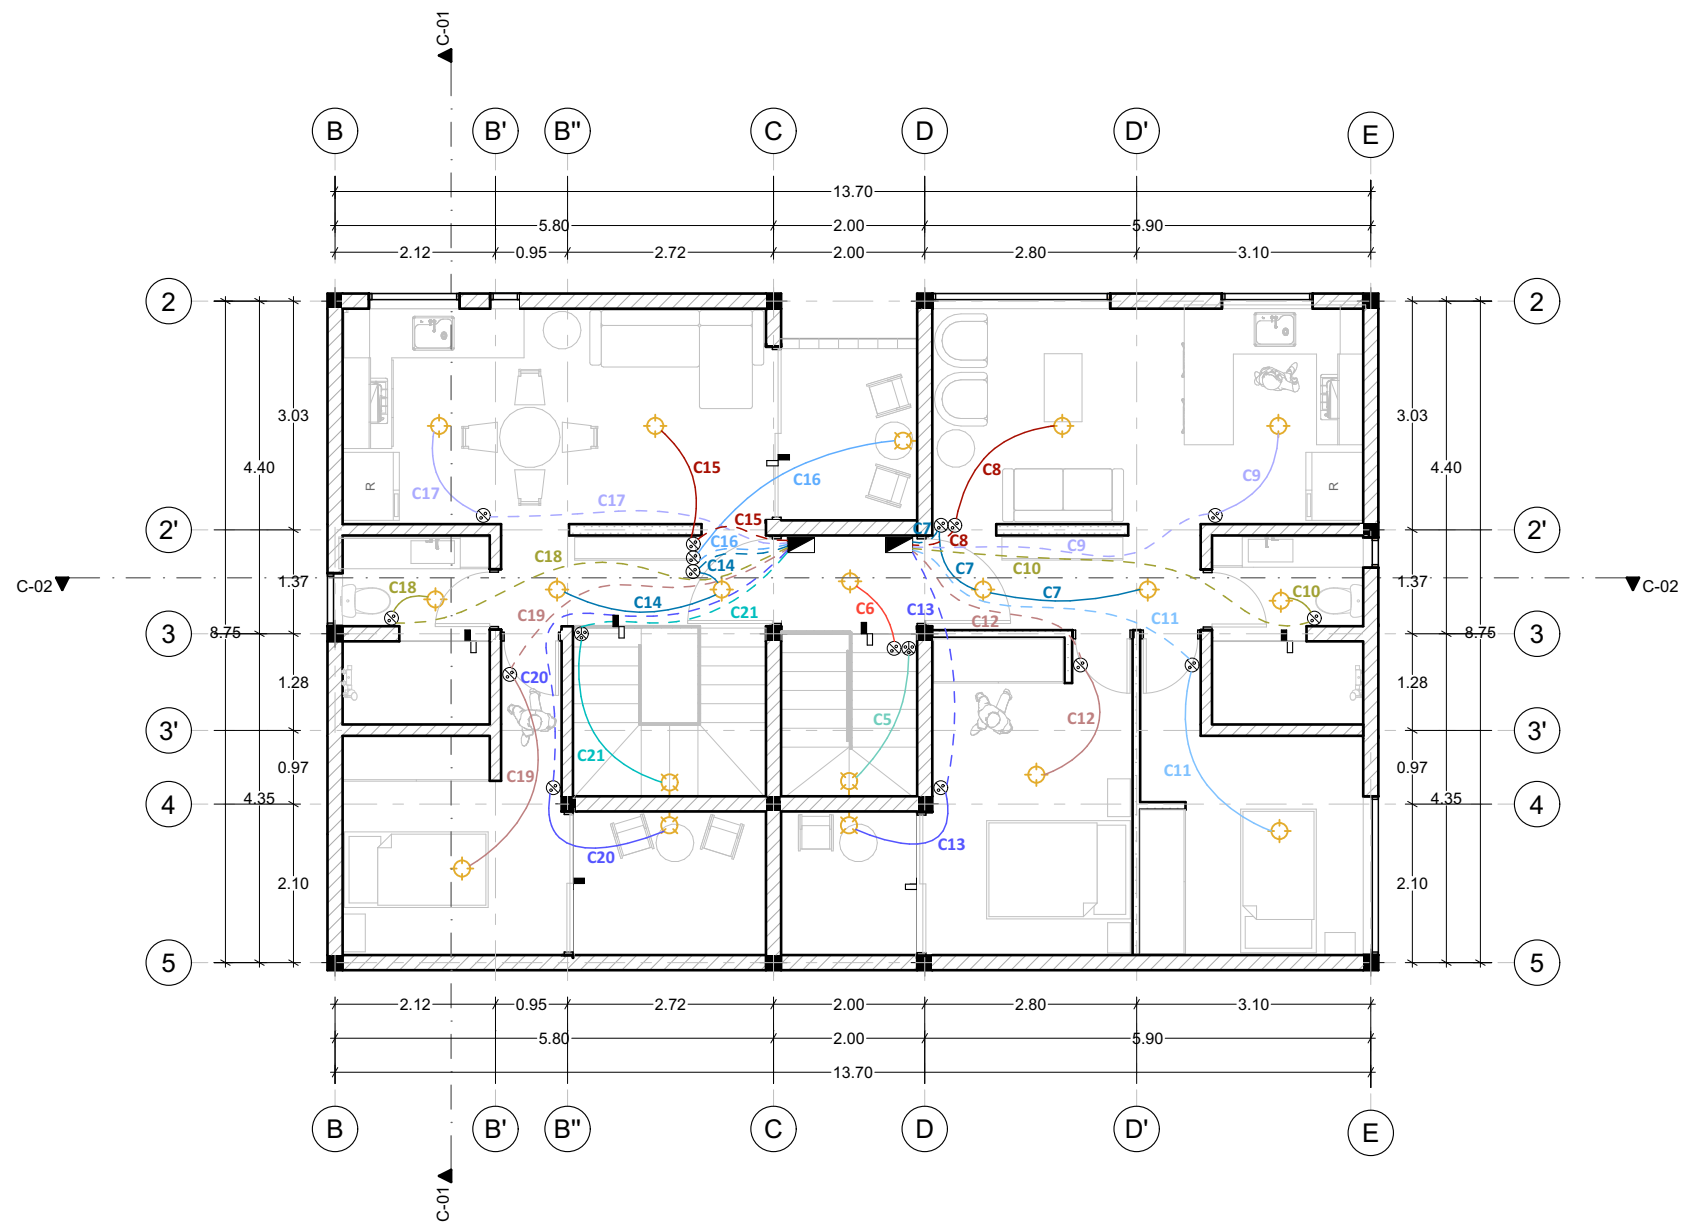 C-01
B B' B" C D D' E
13.70
5.80 2.00 5.90
2.12 0.95 2.72 2.00 2.80 3.10
2 2
3.03 3.03
4.40 4.40
C15 C8 C9
C17 C16
R R
C17
2' C15 C7 2'
C16 C8 C9
C18 C14 C10
C-02 1.37 1.37 C-02
C18 C14 C7 C7 C10
C19 C21 C6 C13 C12 C11
3 8.75 8.75 3
1.28 C20 1.28
C5 C12
3' 3'
C21
0.97 C19 C11 0.97
4 4.35 4.35 4
C20 C13
2.10 2.10
5 5
2.12 0.95 2.72 2.00 2.80 3.10
5.80 2.00 5.90
13.70
B B' B" C D D' E
C-01